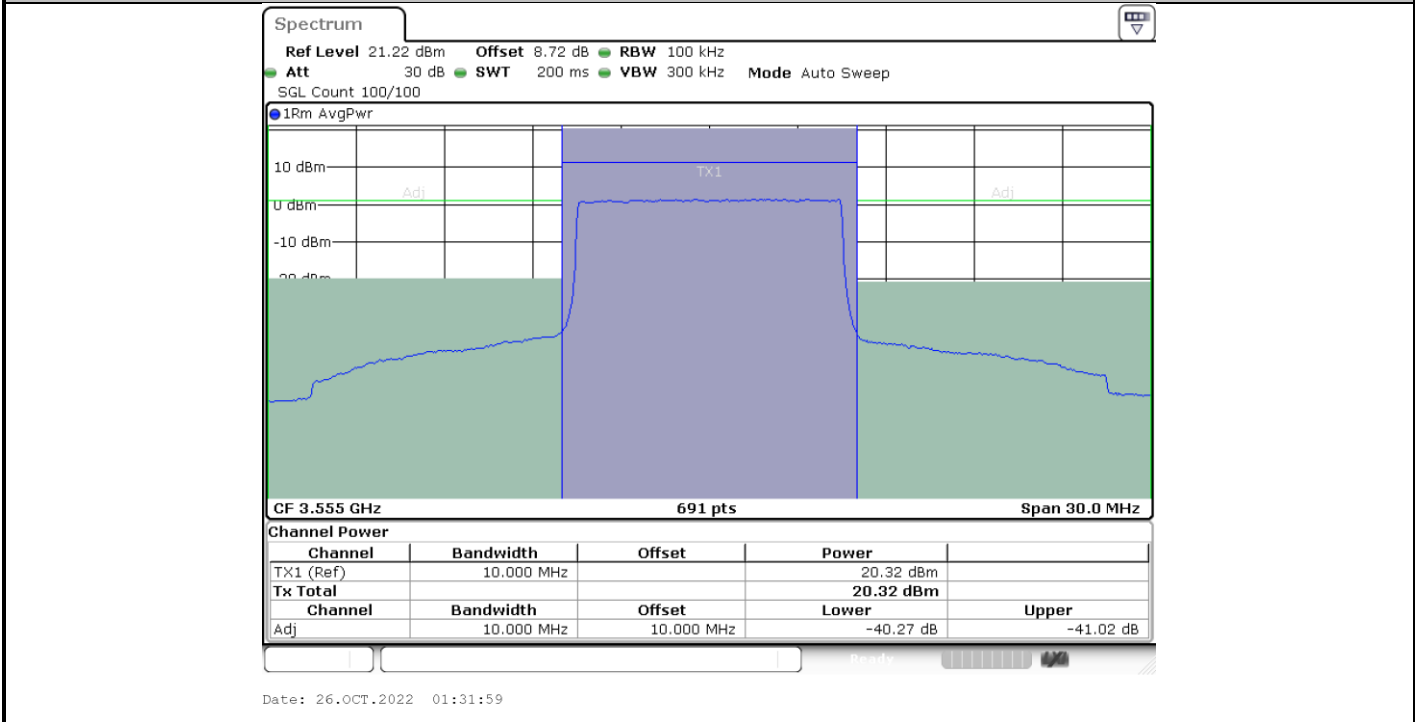 Spectrum
Ref Level 21.22 dBm Offset 8.72 dB RBW 100 kHz
Att 30 dB SWT 200 ms VBW 300 kHz Mode Auto Sweep
SGL Count 100/100
1Rm AvgPwr
10 dBm
TX1
Adj Adj
0 dBm
-10 dBm
-20 dBm
CF 3.555 GHz 691 pts Span 30.0 MHz
Channel Power
Channel Bandwidth Offset Power
TX1 (Ref) 10.000 MHz 20.32 dBm
Tx Total 20.32 dBm
Channel Bandwidth Offset Lower Upper
Adj 10.000 MHz 10.000 MHz -40.27 dB -41.02 dB
Ready
Date: 26.OCT.2022 01:31:59